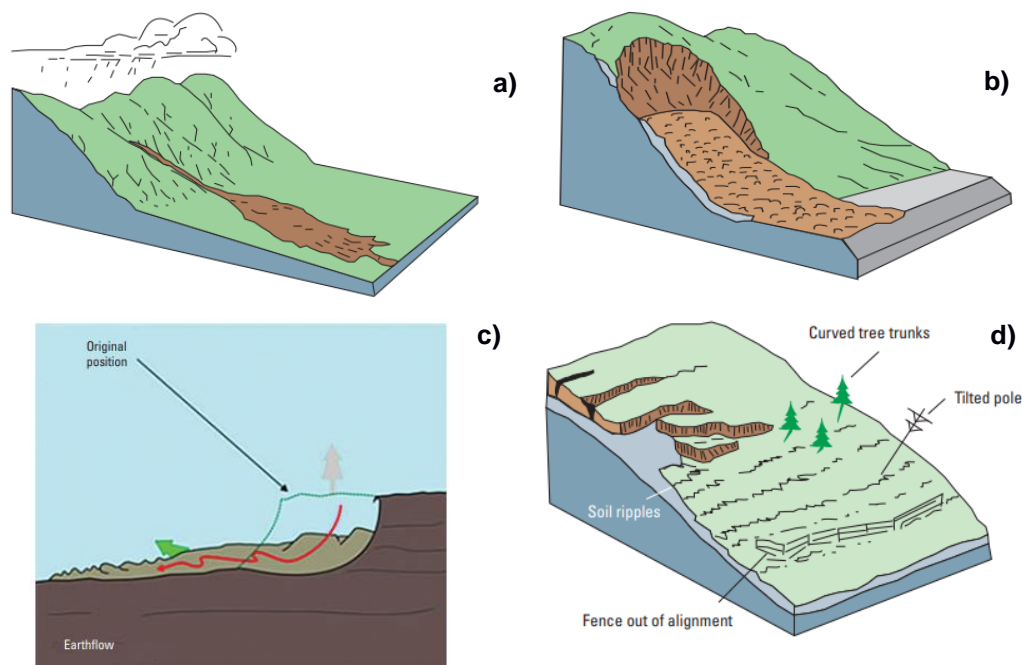 a)
b)
Original
position
c)
Earthflow
d)
Curved tree trunks
Tilted pole
Soil ripples
Fence out of alignment